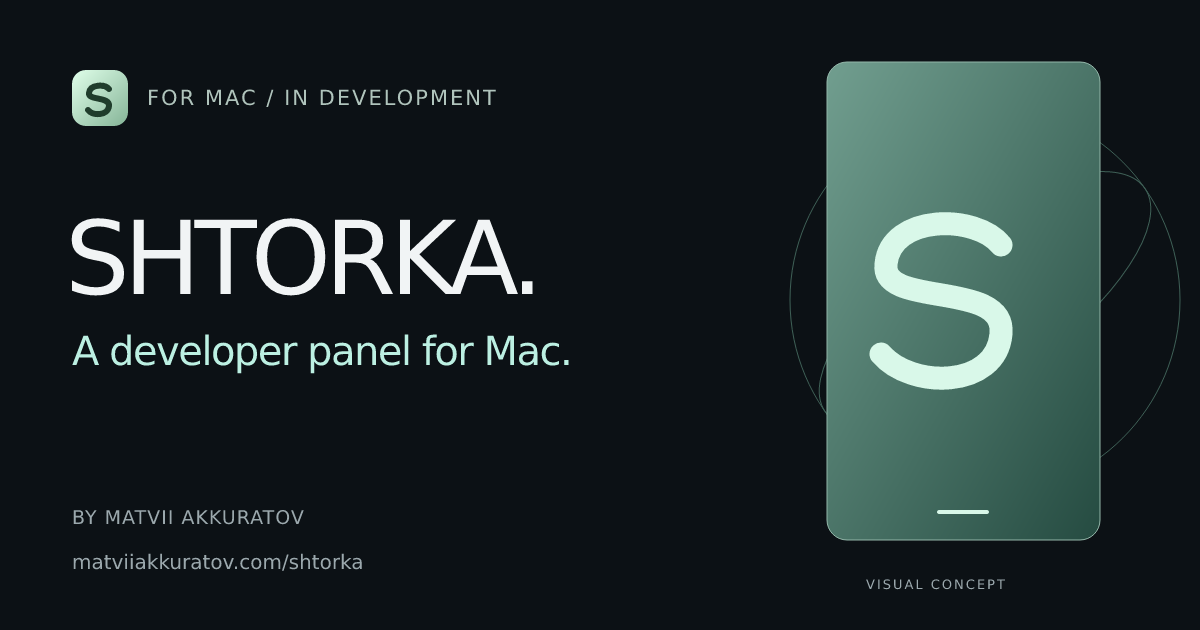 S
FOR MAC / IN DEVELOPMENT
SHTORKA.
A developer panel for Mac.
BY MATVII AKKURATOV
matviiakkuratov.com/shtorka
S
VISUAL CONCEPT